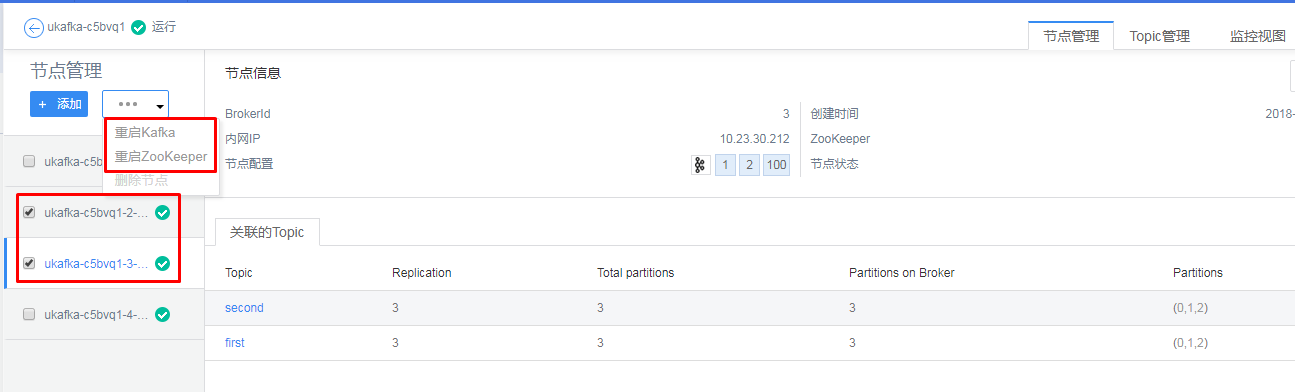 ukafka-c5bvq1 运行
节点管理 Topic管理 监控视图
节点管理
+ 添加
重启Kafka
重启ZooKeeper
删除节点
ukafka-c5b
ukafka-c5bvq1-2-...
ukafka-c5bvq1-3-...
ukafka-c5bvq1-4-...
节点信息
BrokerId 3 创建时间 2018-
内网IP 10.23.30.212 ZooKeeper
节点配置 1 2 100 节点状态
关联的Topic
Topic Replication Total partitions Partitions on Broker Partitions
second 3 3 3 (0,1,2)
first 3 3 3 (0,1,2)